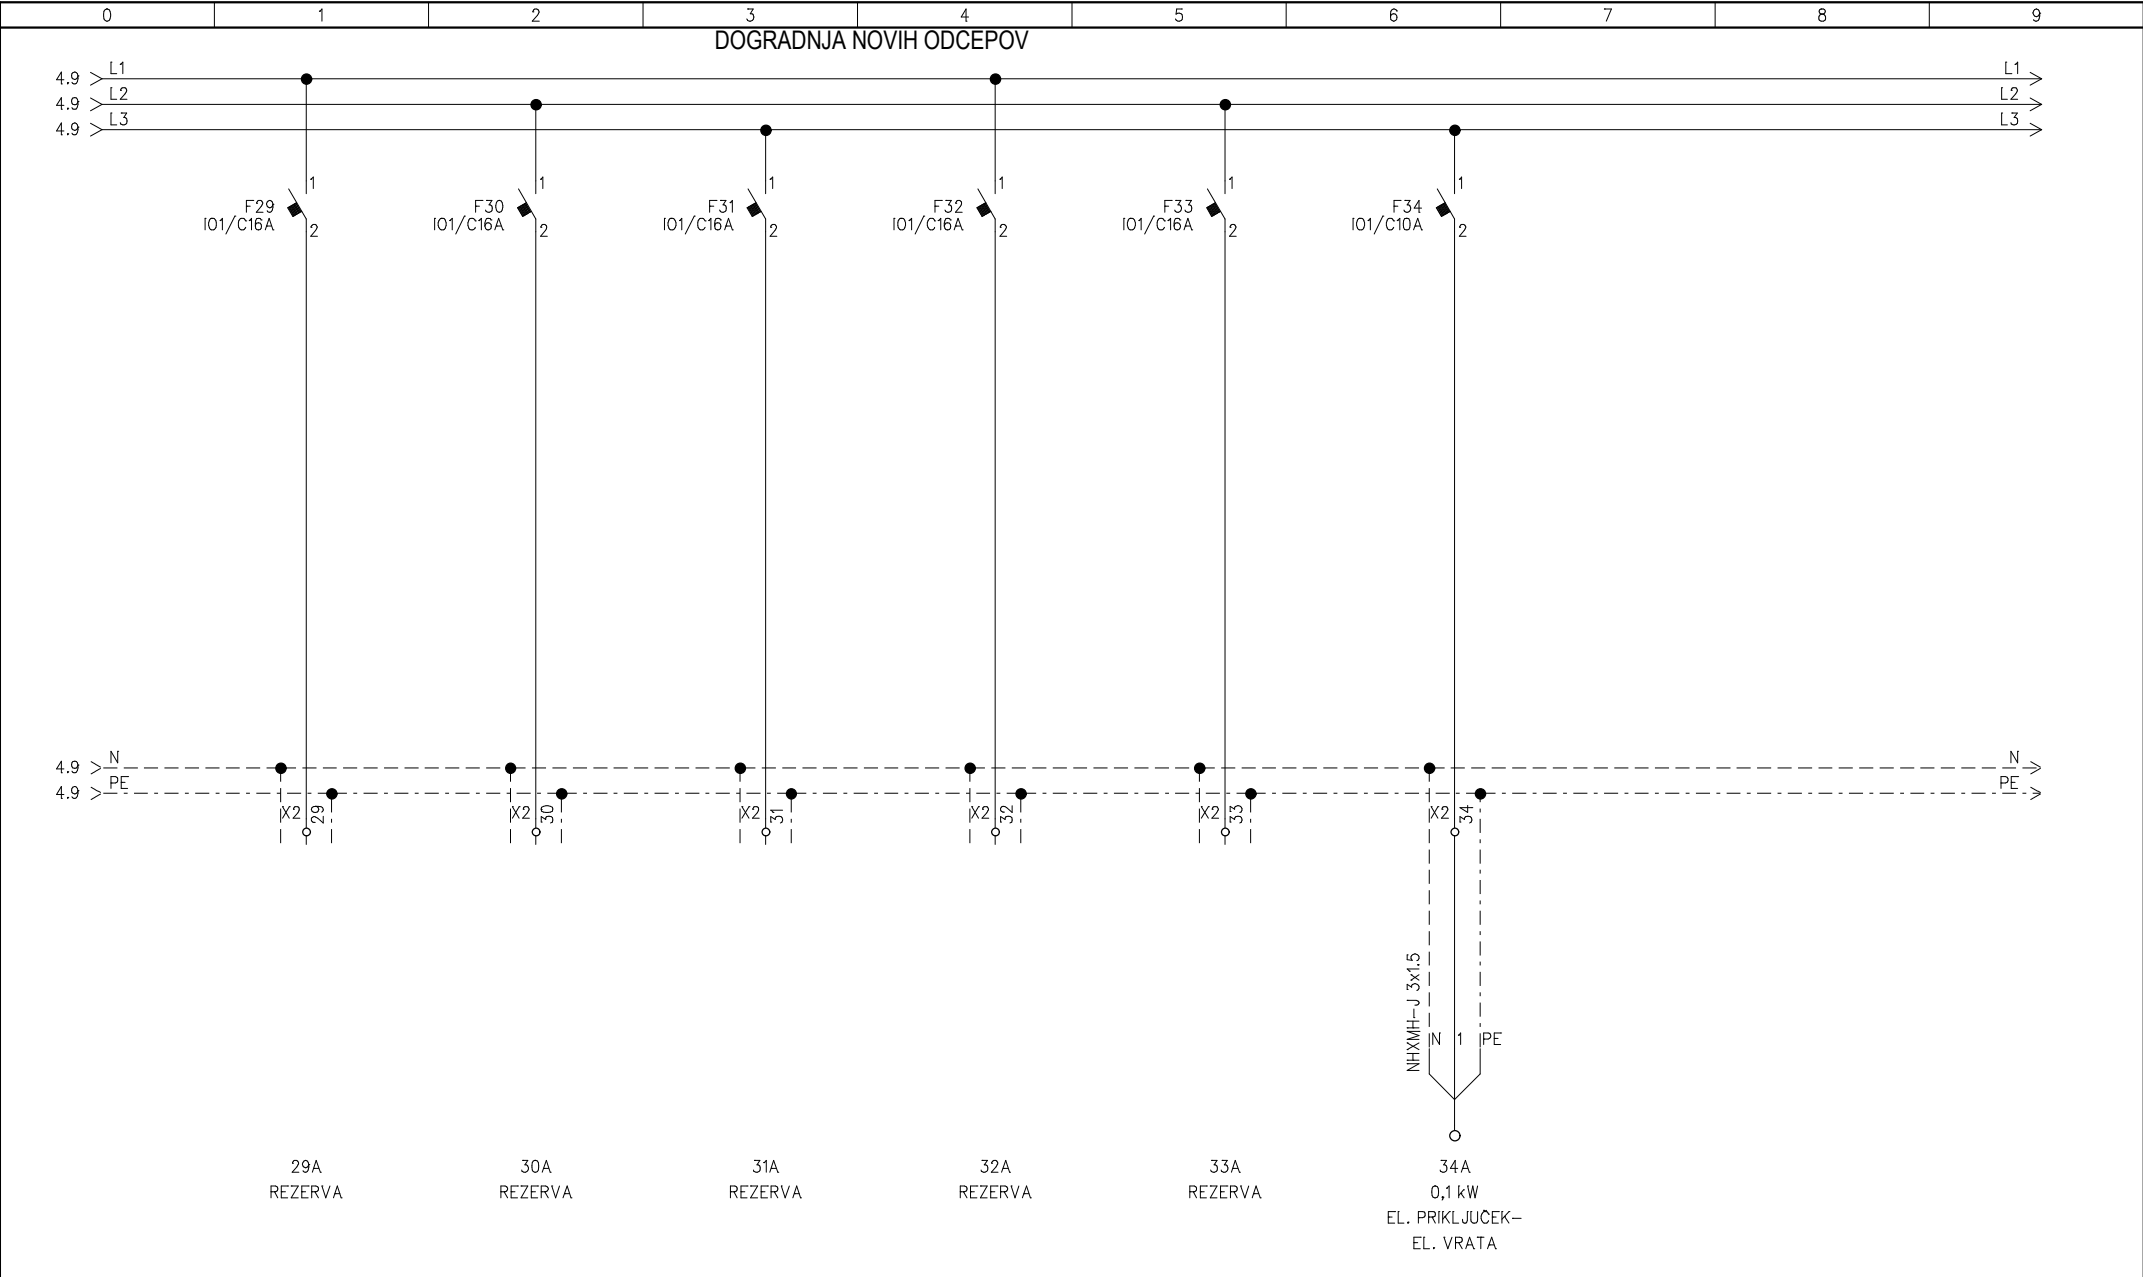 0 1 2 3 4 5 6 7 8 9
DOGRADNJA NOVIH ODCEPOV
4.9 L1 L1
4.9 L2 L2
4.9 L3 L3
1 1 1 1 1 1
F29 F30 F31 F32 F33 F34
I01/C16A I01/C16A I01/C16A I01/C16A I01/C16A I01/C10A
2 2 2 2 2 2
4.9 N N
4.9 PE PE
X2 29 X2 30 X2 31 X2 32 X2 33 X2 34
NHXMH-J 3x1.5
N 1 PE
29A 30A 31A 32A 33A 34A
REZERVA REZERVA REZERVA REZERVA REZERVA 0,1 kW
EL. PRIKLJUČEK-
EL. VRATA